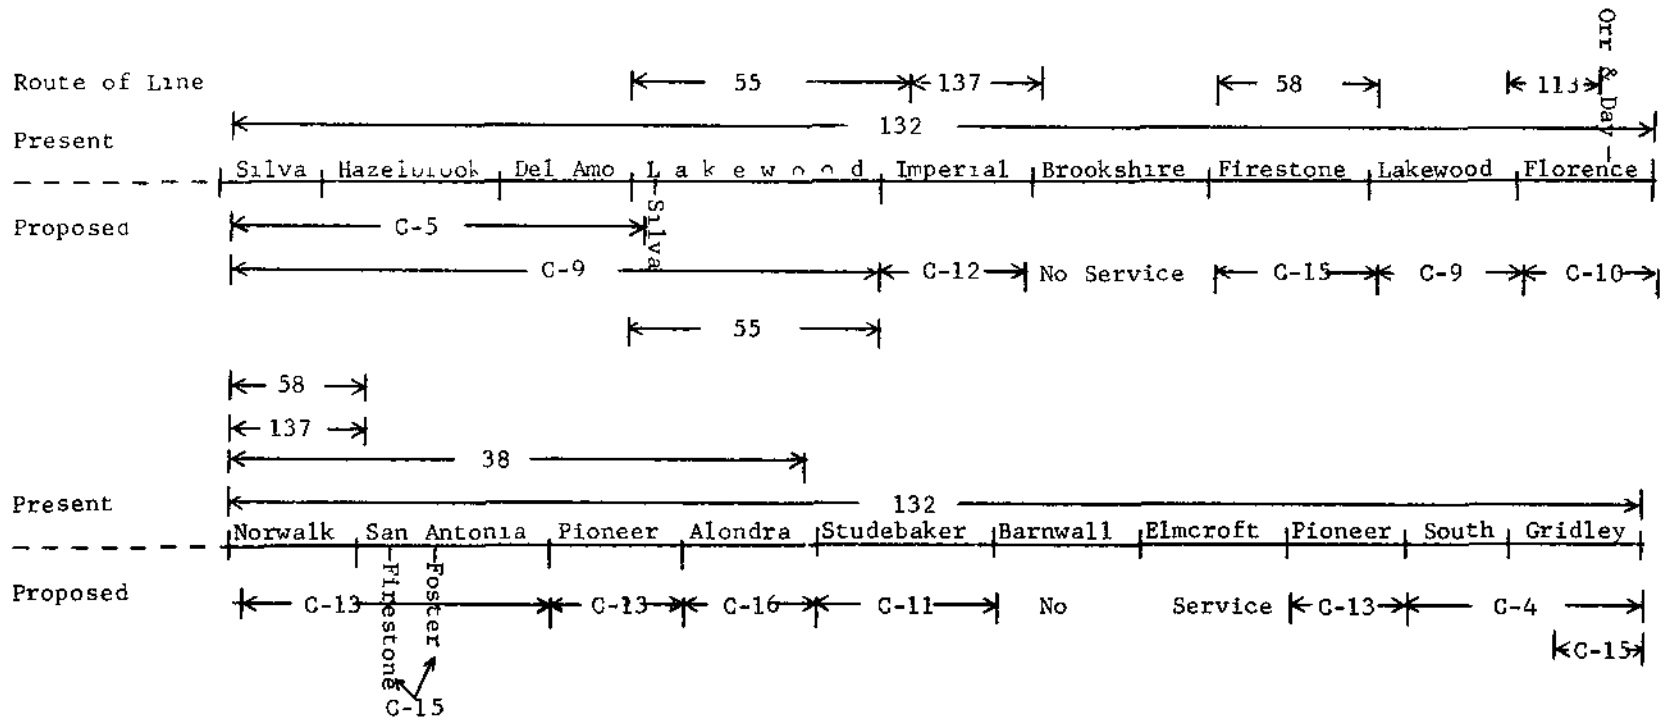 Orr & Day
Route of Line 55 137 58 113
132
Present
Silva Hazelbrook Del Amo Lakewood Imperial Brookshire Firestone Lakewood Florence
Silva
Proposed C-5
C-9 C-12 No Service C-15 C-9 C-10
55
58
137
38
Present 132
Norwalk San Antonia Pioneer Alondra Studebaker Barnwall Elmcroft Pioneer South Gridley
Firestone Foster
Proposed C-13 C-13 C-16 C-11 No Service C-13 C-4
C-15
C-15